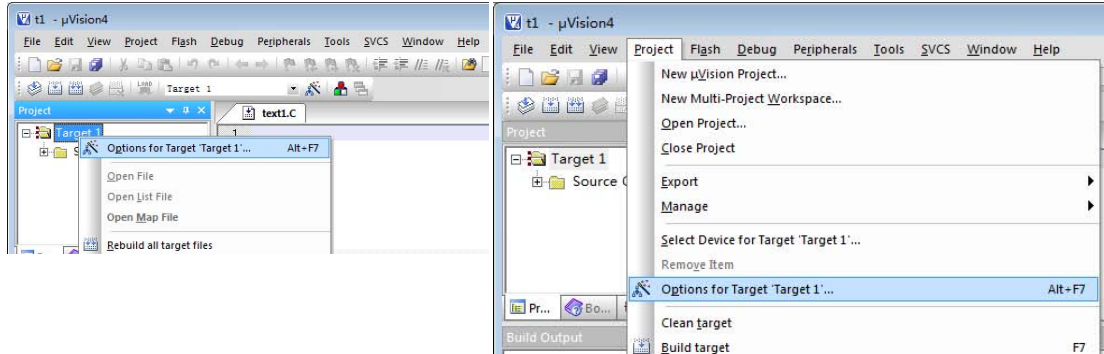 t1 - µVision4
File Edit View Project Flash Debug Peripherals Tools SVCS Window Help
Target 1
Project
text1.C
Target 1
1
Options for Target 'Target 1'... Alt+F7
Open File
Open List File
Open Map File
Rebuild all target files
t1 - µVision4
File Edit View Project Flash Debug Peripherals Tools SVCS Window Help
New µVision Project...
New Multi-Project Workspace...
Open Project...
Close Project
Export
Manage
Select Device for Target 'Target 1'...
Remove Item
Options for Target 'Target 1'... Alt+F7
Clean target
Build target F7
Project
Target 1
Source
Pr... Bo...
Build Output